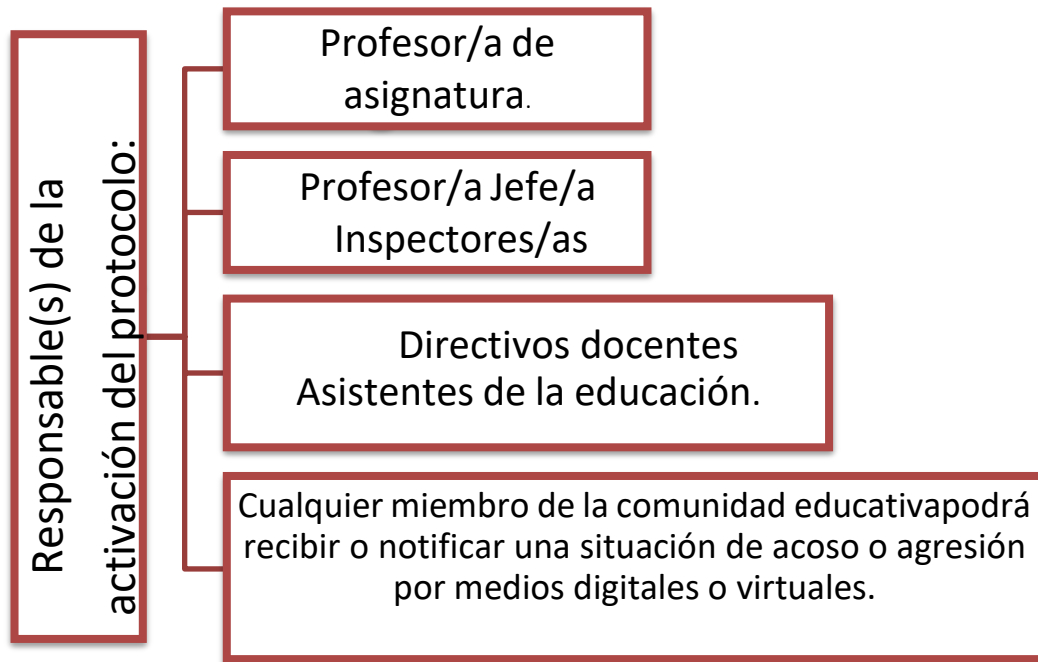 Responsable(s) de la
activación del protocolo:
Profesor/a de
asignatura.
Profesor/a Jefe/a
Inspectores/as
Directivos docentes
Asistentes de la educación.
Cualquier miembro de la comunidad educativapodrá
recibir o notificar una situación de acoso o agresión
por medios digitales o virtuales.